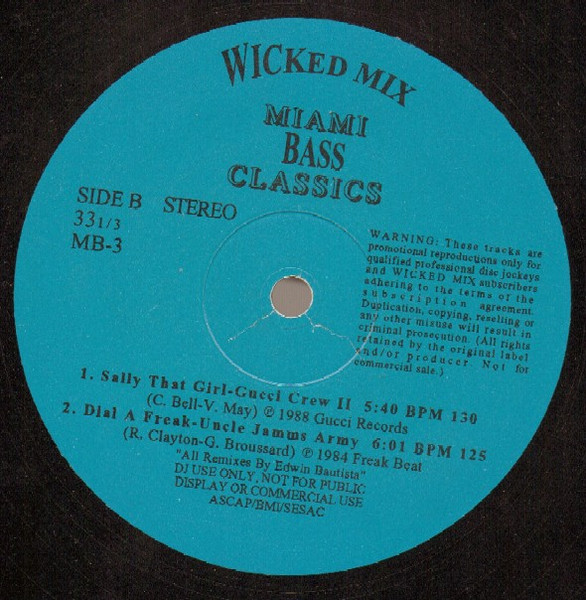 WICKED MIX
MIAMI
BASS
CLASSICS
SIDE B STEREO
33 1/3
MB-3
WARNING: These tracks are
promotional reproductions only for
qualified professional disc jockeys
and WICKED MIX subscribers
adhering to the terms of the
subscription agreement.
Duplication, copying, reselling or
any other misuse will result in
criminal prosecution. (All rights
retained by the original label
and/or producer. Not for
commercial sale.)
1. Sally That Girl-Gucci Crew II 5:40 BPM 130
(C. Bell-V. May) ℗ 1988 Gucci Records
2. Dial A Freak-Uncle Jamms Army 6:01 BPM 125
(R. Clayton-G. Broussard) ℗ 1984 Freak Beat
"All Remixes By Edwin Bautista"
DJ USE ONLY, NOT FOR PUBLIC
DISPLAY OR COMMERCIAL USE
ASCAP/BMI/SESAC